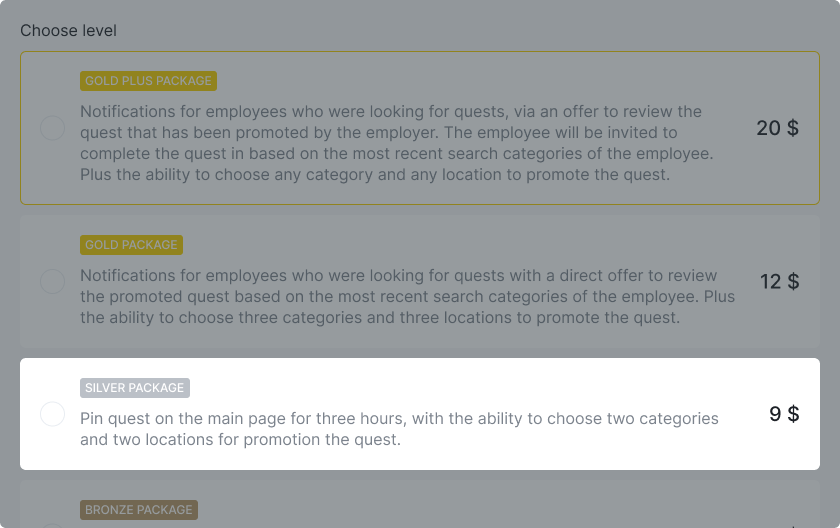 Choose level
GOLD PLUS PACKAGE
Notifications for employees who were looking for quests, via an offer to review the
quest that has been promoted by the employer. The employee will be invited to
complete the quest in based on the most recent search categories of the employee.
Plus the ability to choose any category and any location to promote the quest.
20 $
GOLD PACKAGE
Notifications for employees who were looking for quests with a direct offer to review
the promoted quest based on the most recent search categories of the employee. Plus
the ability to choose three categories and three locations to promote the quest.
12 $
SILVER PACKAGE
Pin quest on the main page for three hours, with the ability to choose two categories
and two locations for promotion the quest.
9 $
BRONZE PACKAGE